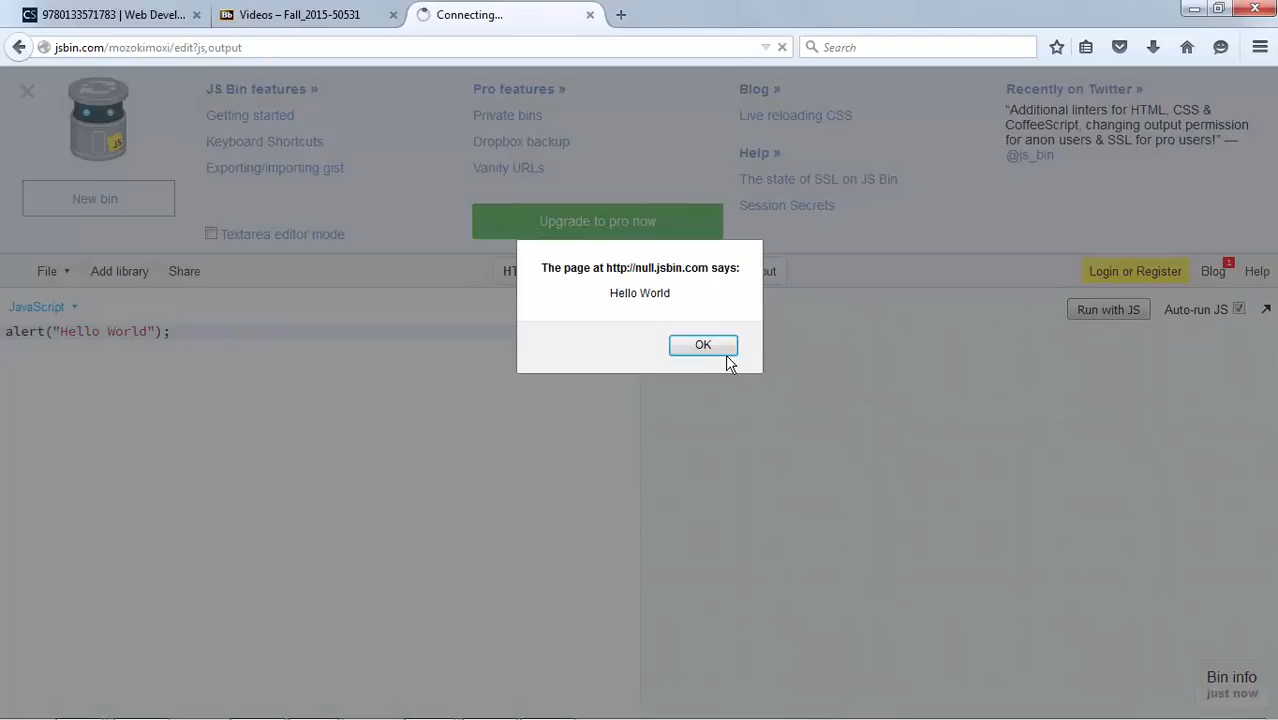 CS 9780133571783 | Web Devel...
Bb Videos – Fall_2015-50531
Connecting...
jsbin.com/mozokimoxi/edit?js,output
Search
JS Bin features »
Getting started
Keyboard Shortcuts
Exporting/importing gist
Textarea editor mode
Pro features »
Private bins
Dropbox backup
Vanity URLs
Upgrade to pro now
Blog »
Live reloading CSS
Help »
The state of SSL on JS Bin
Session Secrets
Recently on Twitter »
“Additional linters for HTML, CSS &
CoffeeScript, changing output permission
for anon users & SSL for pro users!” —
@js_bin
JS
New bin
The page at http://null.jsbin.com says:
Hello World
OK
File
Add library
Share
Login or Register
Blog
1
Help
JavaScript
alert("Hello World");
Run with JS
Auto-run JS
Bin info
just now